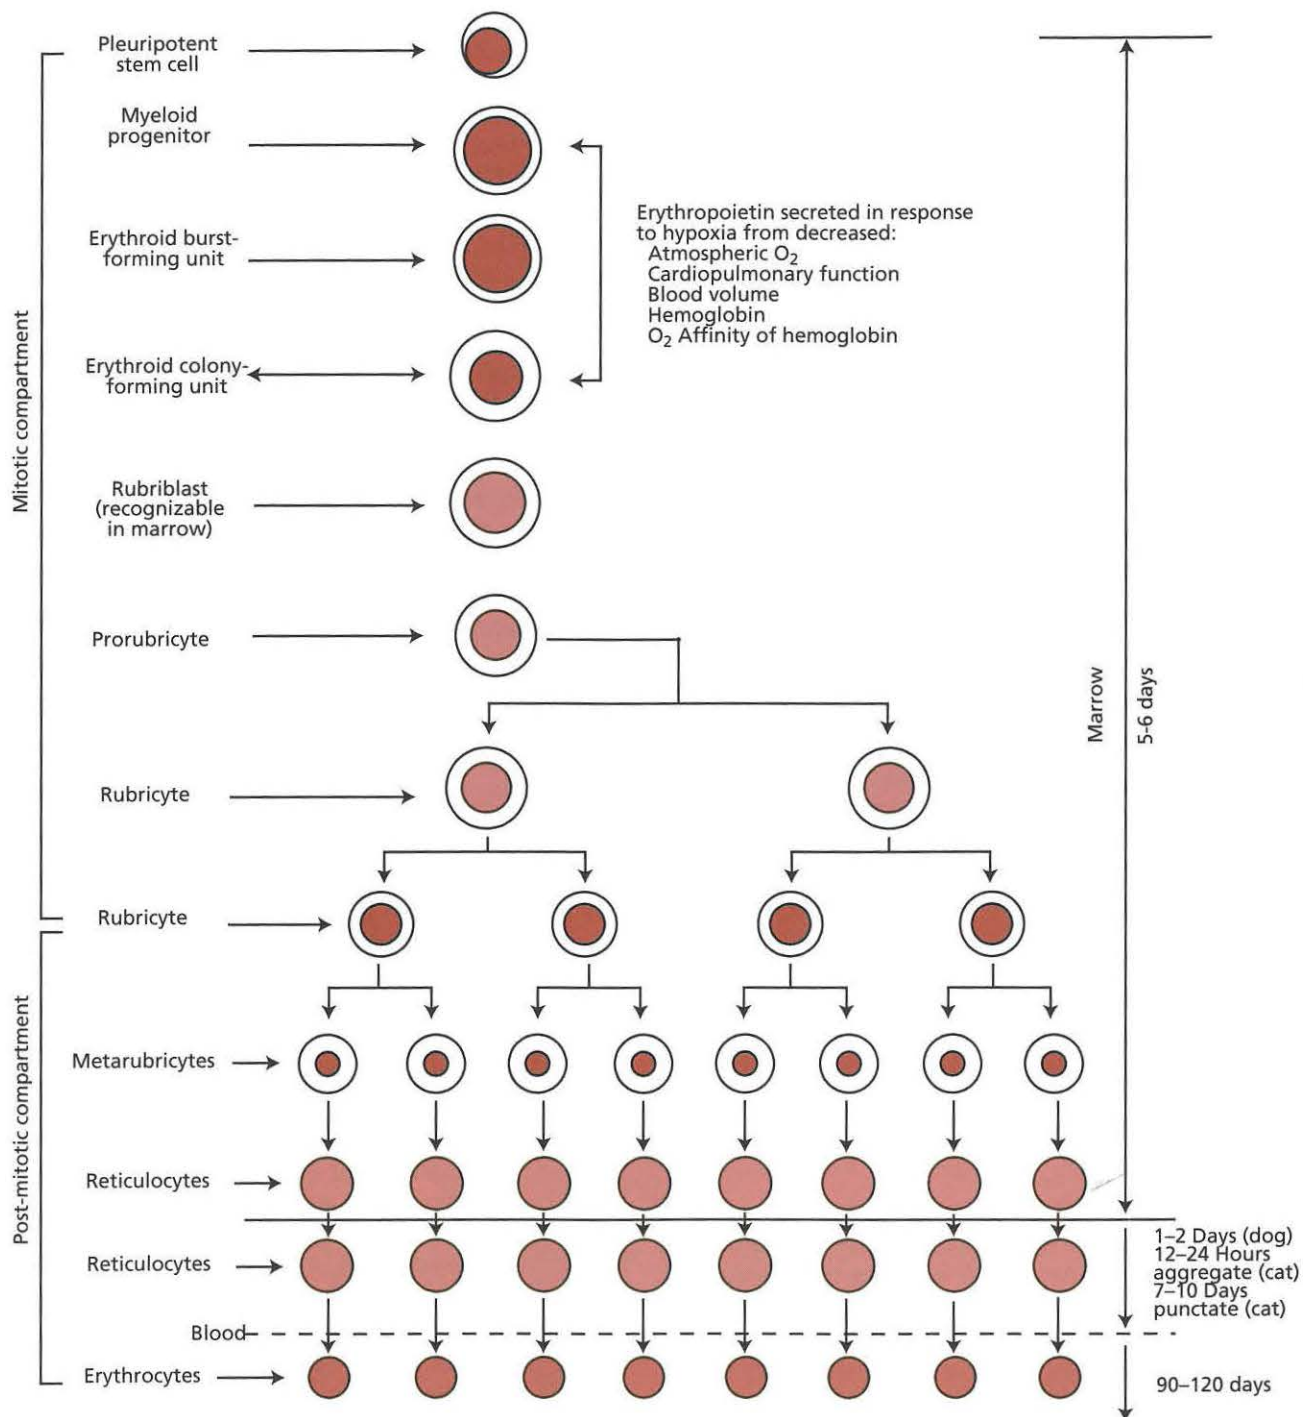 Pleuripotent
stem cell
Myeloid
progenitor
Erythropoietin secreted in response
to hypoxia from decreased:
Atmospheric O₂
Cardiopulmonary function
Blood volume
Hemoglobin
O₂ Affinity of hemoglobin
Erythroid burst-
forming unit
Erythroid colony-
forming unit
Mitotic compartment
Rubriblast
(recognizable
in marrow)
Prorubricyte
Marrow
5-6 days
Rubricyte
Rubricyte
Post-mitotic compartment
Metarubricytes
Reticulocytes
Reticulocytes
1–2 Days (dog)
12–24 Hours
aggregate (cat)
7–10 Days
punctate (cat)
Blood
Erythrocytes
90–120 days